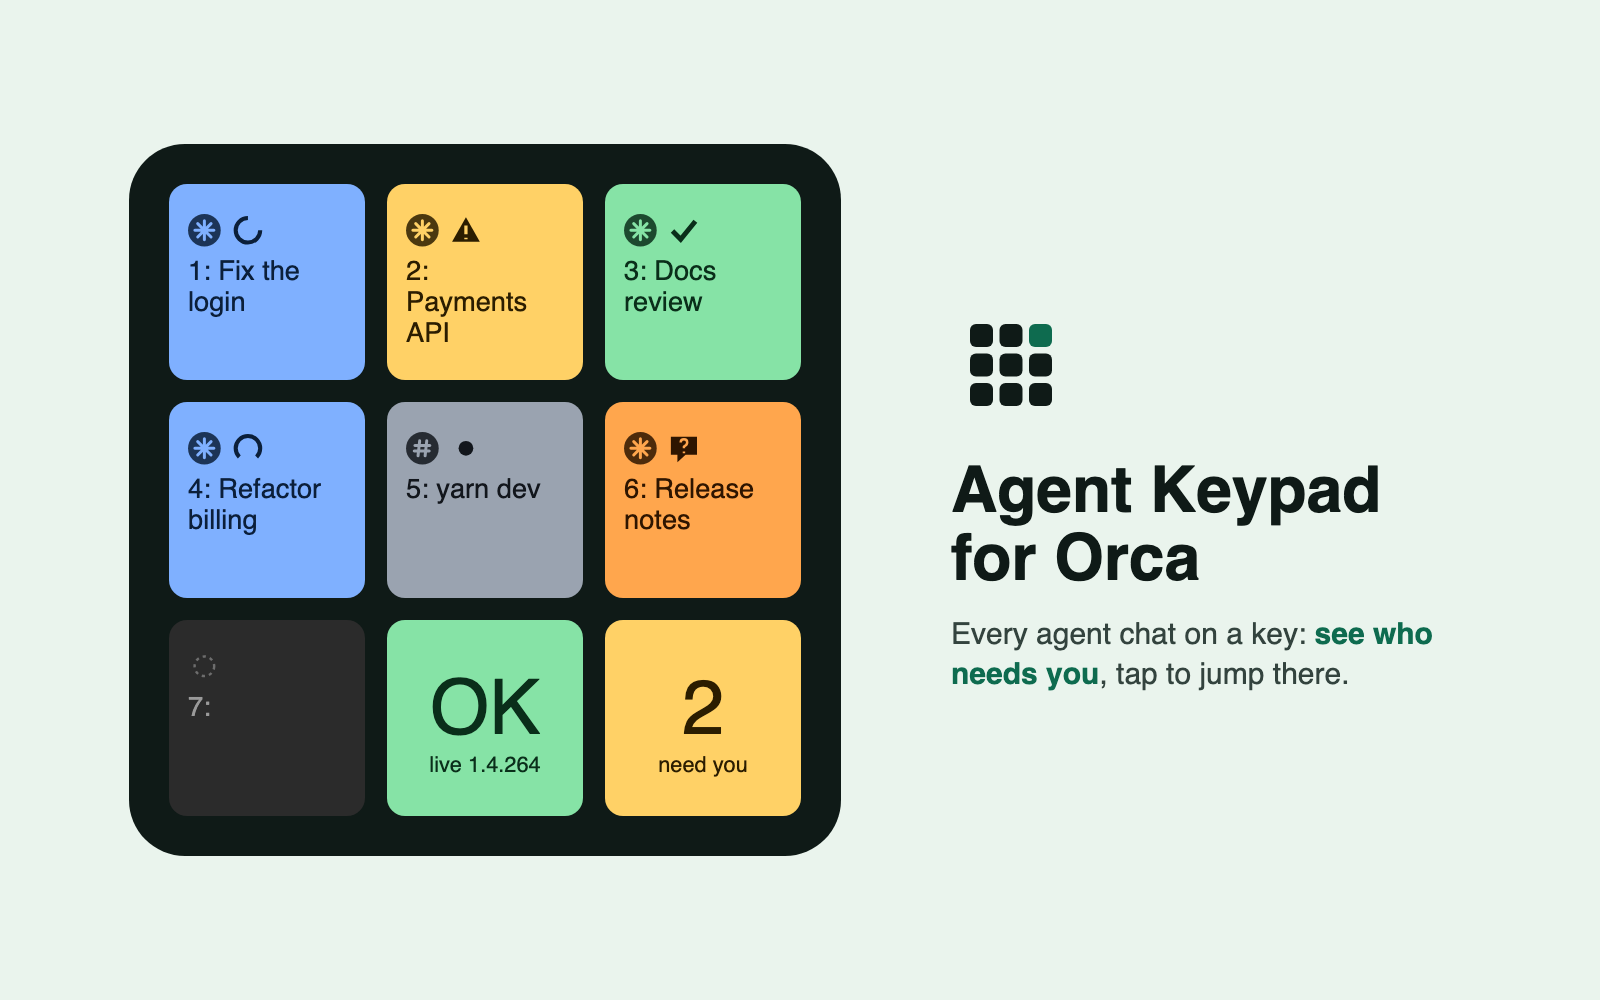 1: Fix the
login
2:
Payments
API
3: Docs
review
4: Refactor
billing
5: yarn dev
6: Release
notes
7:
OK
live 1.4.264
2
need you
Agent Keypad
for Orca
Every agent chat on a key: see who
needs you, tap to jump there.